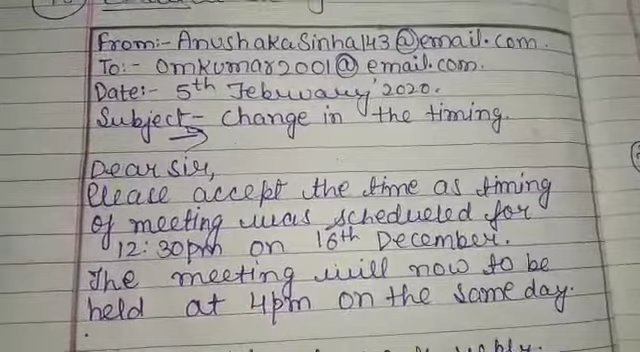 From:- AnushakaSinha143@email.com.
To:- Omkumar2001@email.com.
Date:- 5th February' 2020.
Subject- Change in the timing.
Dear sir,
Please accept the time as timing
of meeting was scheduled for
12:30pm on 16th December.
The meeting will now to be
held at 4pm on the same day.